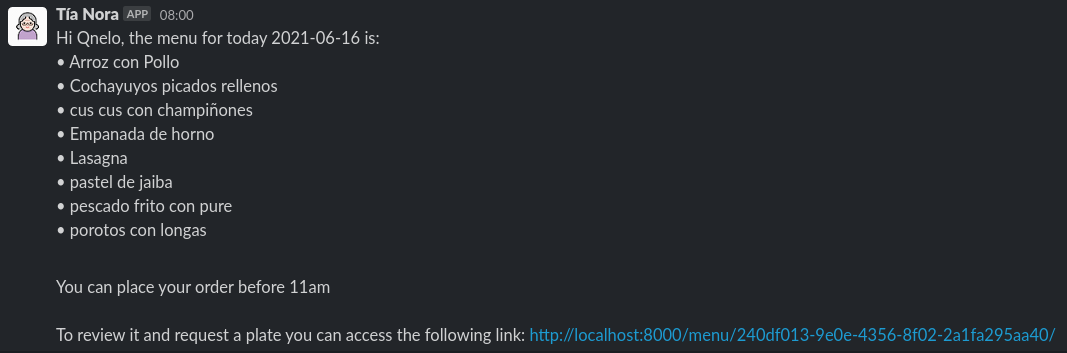 Tía Nora APP 08:00
Hi Qnelo, the menu for today 2021-06-16 is:
• Arroz con Pollo
• Cochayuyos picados rellenos
• cus cus con champiñones
• Empanada de horno
• Lasagna
• pastel de jaiba
• pescado frito con pure
• porotos con longas
You can place your order before 11am
To review it and request a plate you can access the following link: http://localhost:8000/menu/240df013-9e0e-4356-8f02-2a1fa295aa40/